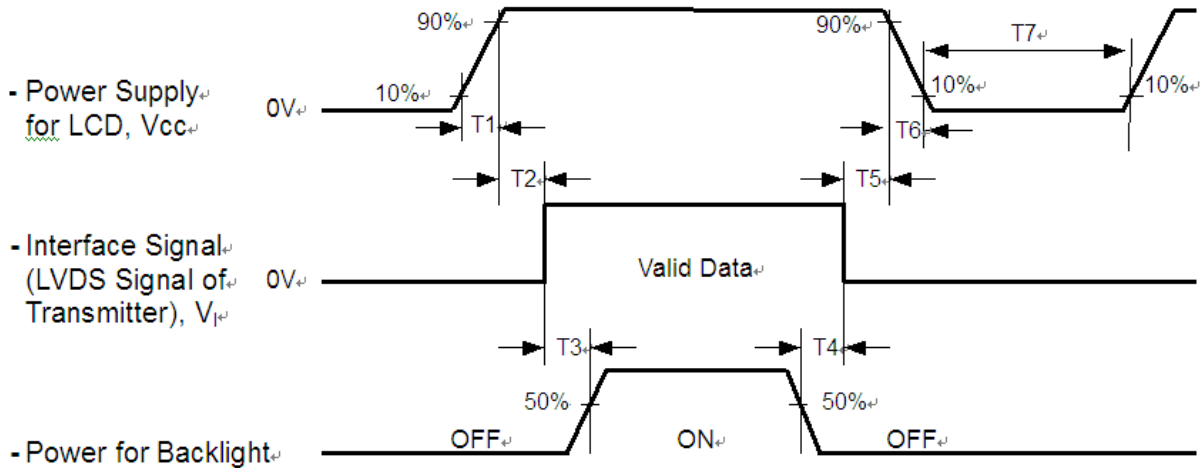 90%
90%
T7
- Power Supply
for LCD, Vcc
10%
0V
T1
T6
10%
10%
T2
T5
- Interface Signal
(LVDS Signal of
Transmitter), VI
0V
Valid Data
T3
T4
50%
50%
- Power for Backlight
OFF
ON
OFF